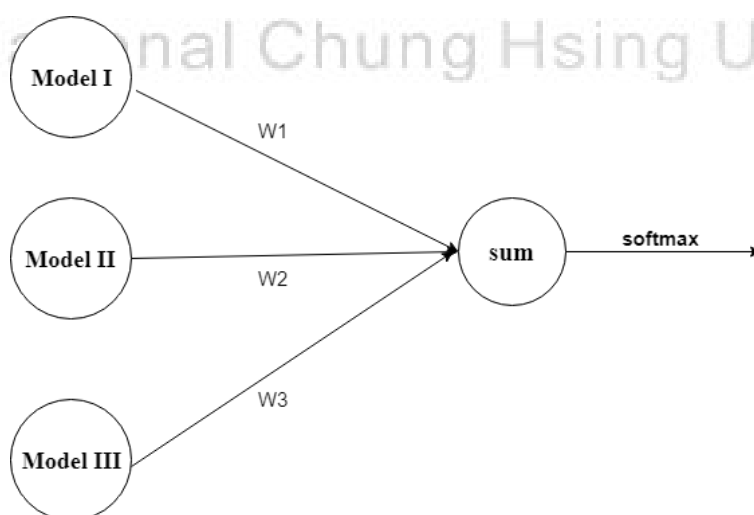 nal Chung Hsing U
Model I
W1
Model II
W2
sum
softmax
W3
Model III